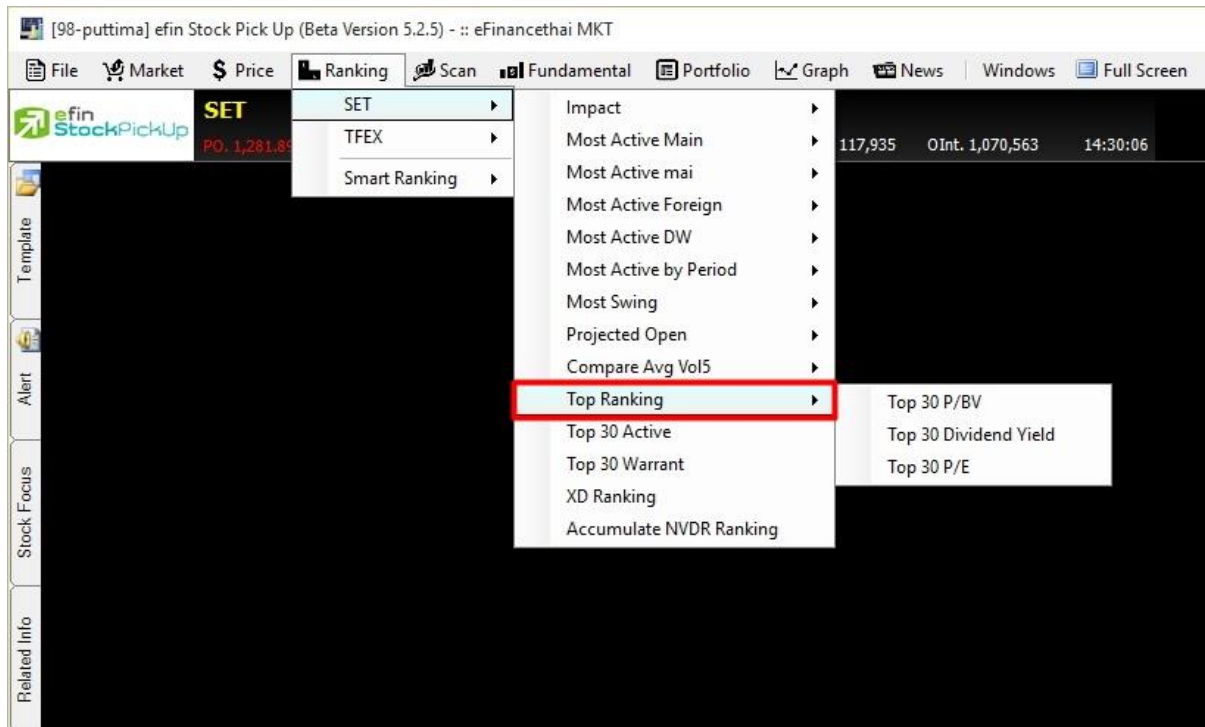 [98-puttima] efin Stock Pick Up (Beta Version 5.2.5) - :: eFinancethai MKT
File Market $ Price Ranking Scan Fundamental Portfolio Graph News Windows Full Screen
efin
StockPickUp
SET
PO. 1,281.89
117,935 OInt. 1,070,563 14:30:06
SET
TFEX
Smart Ranking
Impact
Most Active Main
Most Active mai
Most Active Foreign
Most Active DW
Most Active by Period
Most Swing
Projected Open
Compare Avg Vol5
Top Ranking
Top 30 Active
Top 30 Warrant
XD Ranking
Accumulate NVDR Ranking
Top 30 P/BV
Top 30 Dividend Yield
Top 30 P/E
Template
Alert
Stock Focus
Related Info